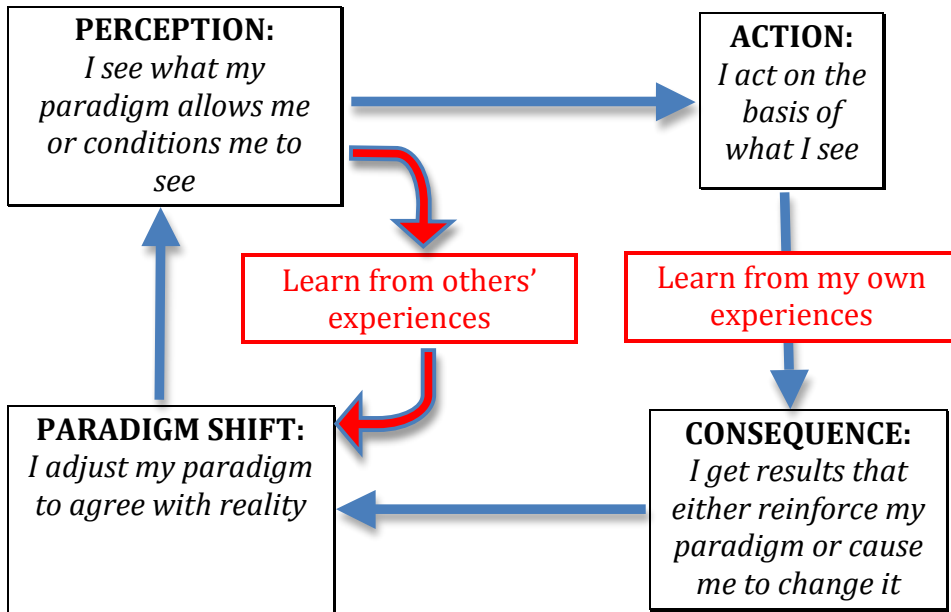 PERCEPTION:
I see what my
paradigm allows me
or conditions me to
see
ACTION:
I act on the
basis of
what I see
Learn from others’
experiences
Learn from my own
experiences
PARADIGM SHIFT:
I adjust my paradigm
to agree with reality
CONSEQUENCE:
I get results that
either reinforce my
paradigm or cause
me to change it